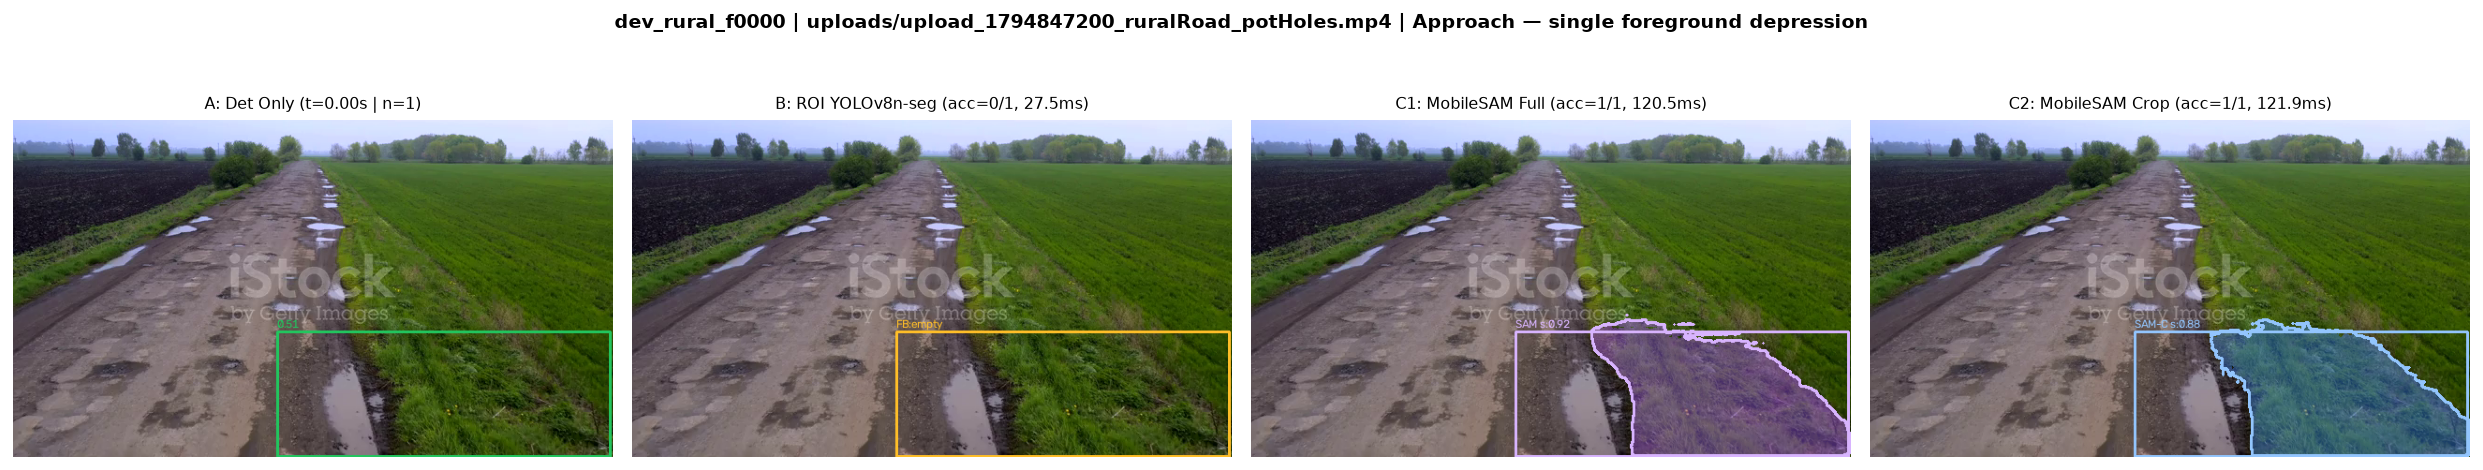 dev_rural_f0000 | uploads/upload_1794847200_ruralRoad_potHoles.mp4 | Approach — single foreground depression
A: Det Only (t=0.00s | n=1)
B: ROI YOLOv8n-seg (acc=0/1, 27.5ms)
C1: MobileSAM Full (acc=1/1, 120.5ms)
C2: MobileSAM Crop (acc=1/1, 121.9ms)
iStock
by Getty Images
0.51
iStock
by Getty Images
FB:empty
iStock
by Getty Images
SAM s:0.92
iStock
by Getty Images
SAM-C s:0.88